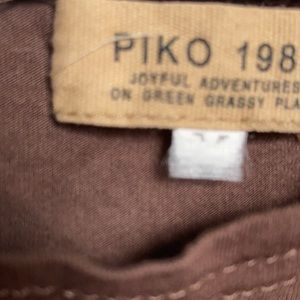 PIKO 198
JOYFUL ADVENTURES
ON GREEN GRASSY PLA